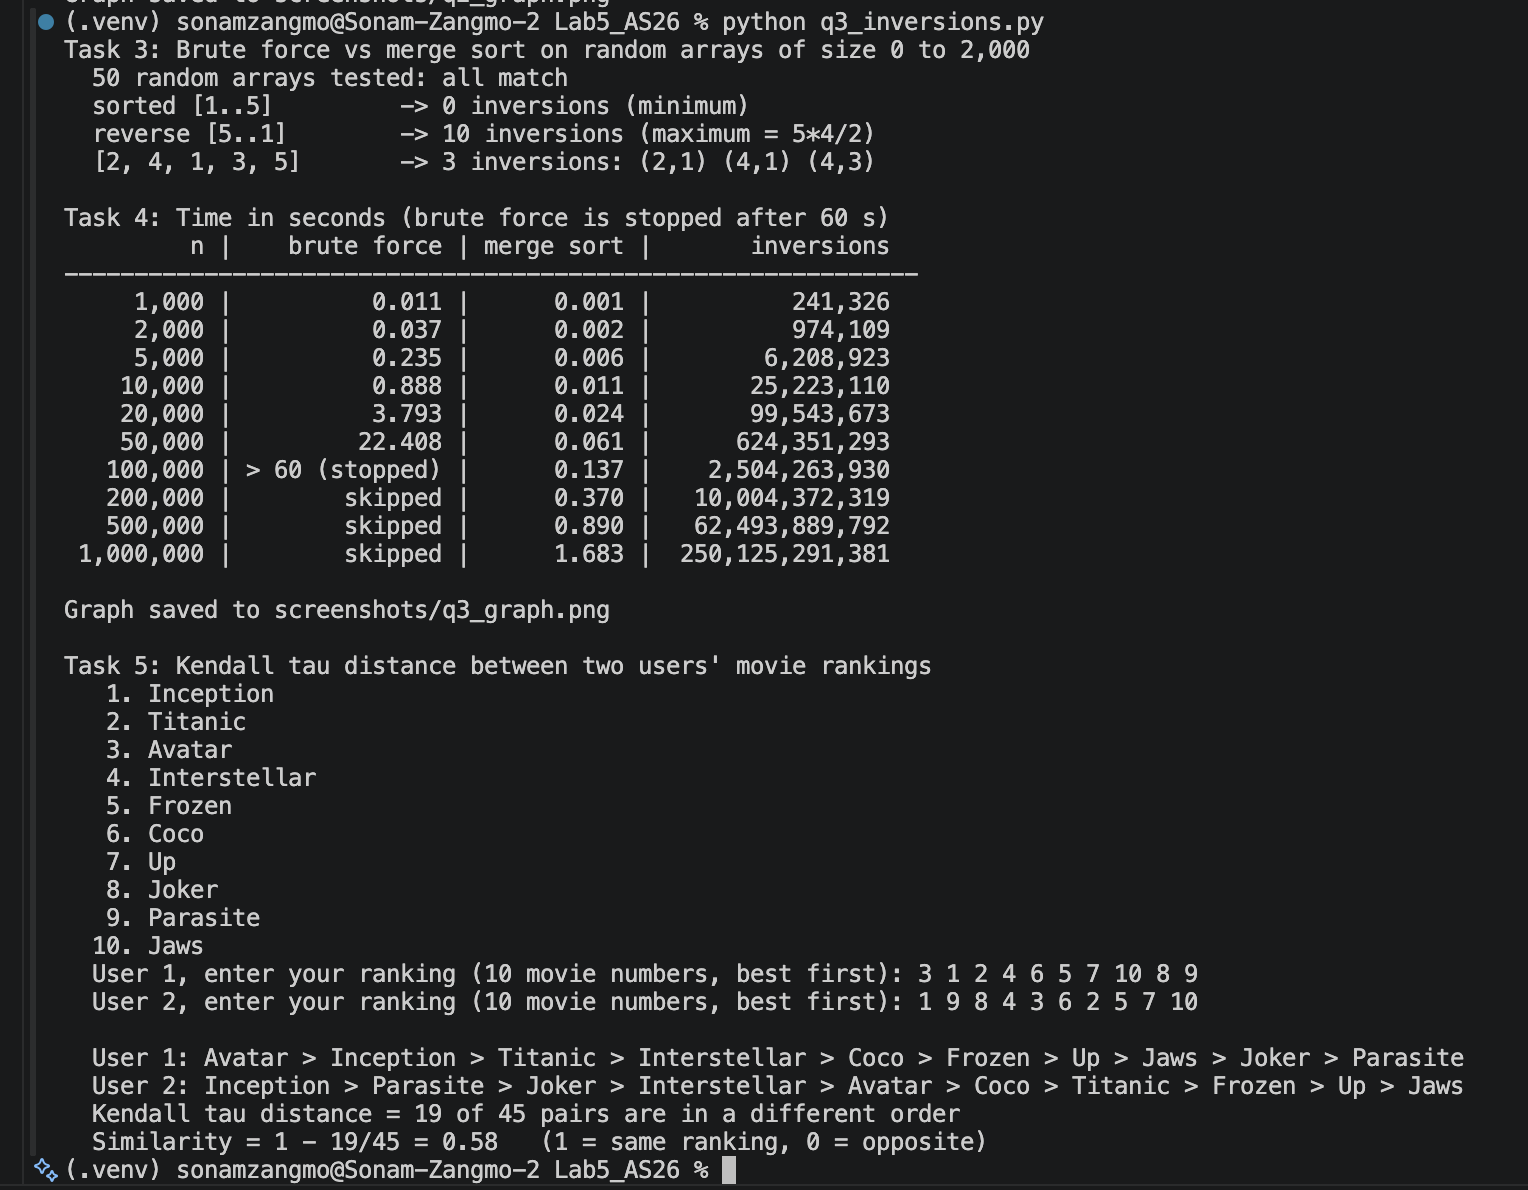 Graph saved to screenshots/q2_graph.png
(.venv) sonamzangmo@Sonam-Zangmo-2 Lab5_AS26 % python q3_inversions.py
Task 3: Brute force vs merge sort on random arrays of size 0 to 2,000
  50 random arrays tested: all match
  sorted [1..5]         -> 0 inversions (minimum)
  reverse [5..1]        -> 10 inversions (maximum = 5*4/2)
  [2, 4, 1, 3, 5]       -> 3 inversions: (2,1) (4,1) (4,3)

Task 4: Time in seconds (brute force is stopped after 60 s)
         n |    brute force | merge sort |       inversions
-------------------------------------------------------------
     1,000 |          0.011 |      0.001 |          241,326
     2,000 |          0.037 |      0.002 |          974,109
     5,000 |          0.235 |      0.006 |        6,208,923
    10,000 |          0.888 |      0.011 |       25,223,110
    20,000 |          3.793 |      0.024 |       99,543,673
    50,000 |         22.408 |      0.061 |      624,351,293
   100,000 | > 60 (stopped) |      0.137 |    2,504,263,930
   200,000 |        skipped |      0.370 |   10,004,372,319
   500,000 |        skipped |      0.890 |   62,493,889,792
 1,000,000 |        skipped |      1.683 |  250,125,291,381

Graph saved to screenshots/q3_graph.png

Task 5: Kendall tau distance between two users' movie rankings
   1. Inception
   2. Titanic
   3. Avatar
   4. Interstellar
   5. Frozen
   6. Coco
   7. Up
   8. Joker
   9. Parasite
  10. Jaws
  User 1, enter your ranking (10 movie numbers, best first): 3 1 2 4 6 5 7 10 8 9
  User 2, enter your ranking (10 movie numbers, best first): 1 9 8 4 3 6 2 5 7 10

  User 1: Avatar > Inception > Titanic > Interstellar > Coco > Frozen > Up > Jaws > Joker > Parasite
  User 2: Inception > Parasite > Joker > Interstellar > Avatar > Coco > Titanic > Frozen > Up > Jaws
  Kendall tau distance = 19 of 45 pairs are in a different order
  Similarity = 1 - 19/45 = 0.58   (1 = same ranking, 0 = opposite)
(.venv) sonamzangmo@Sonam-Zangmo-2 Lab5_AS26 %